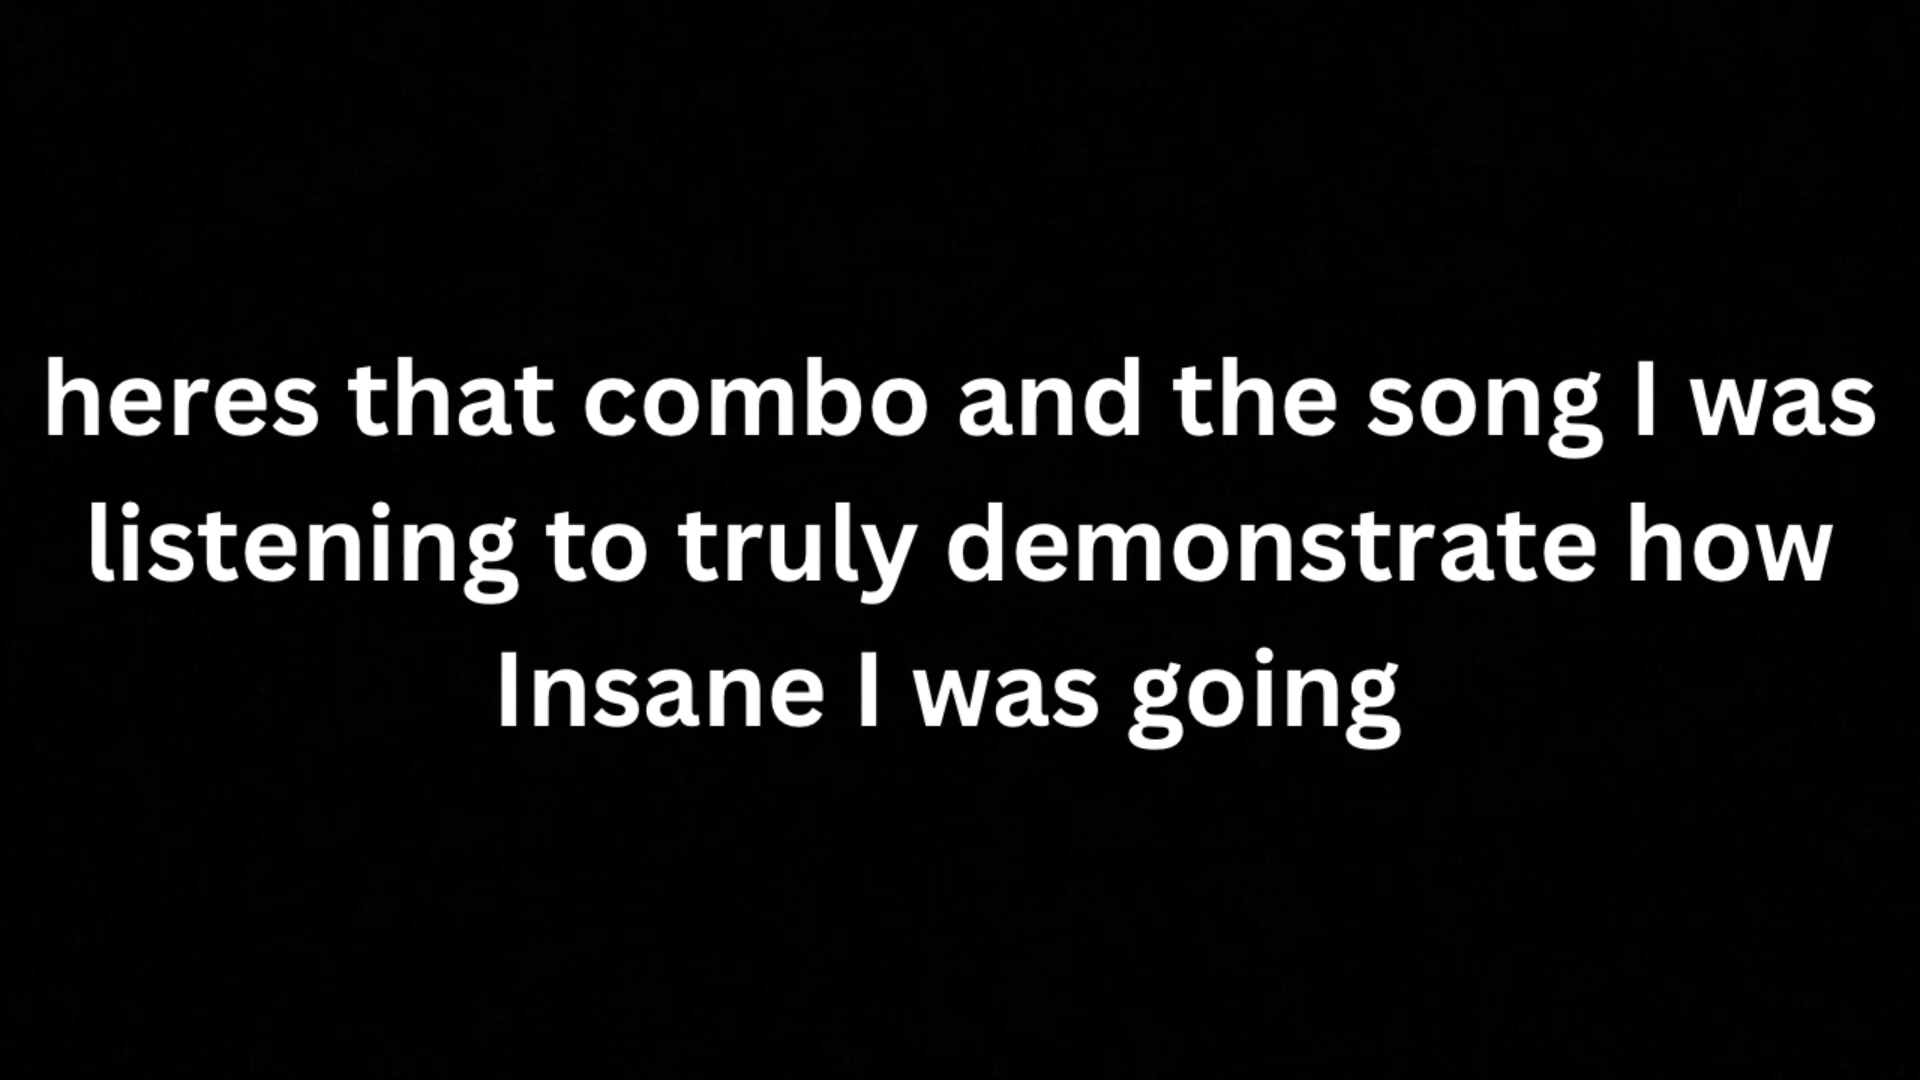 heres that combo and the song I was
listening to truly demonstrate how
Insane I was going